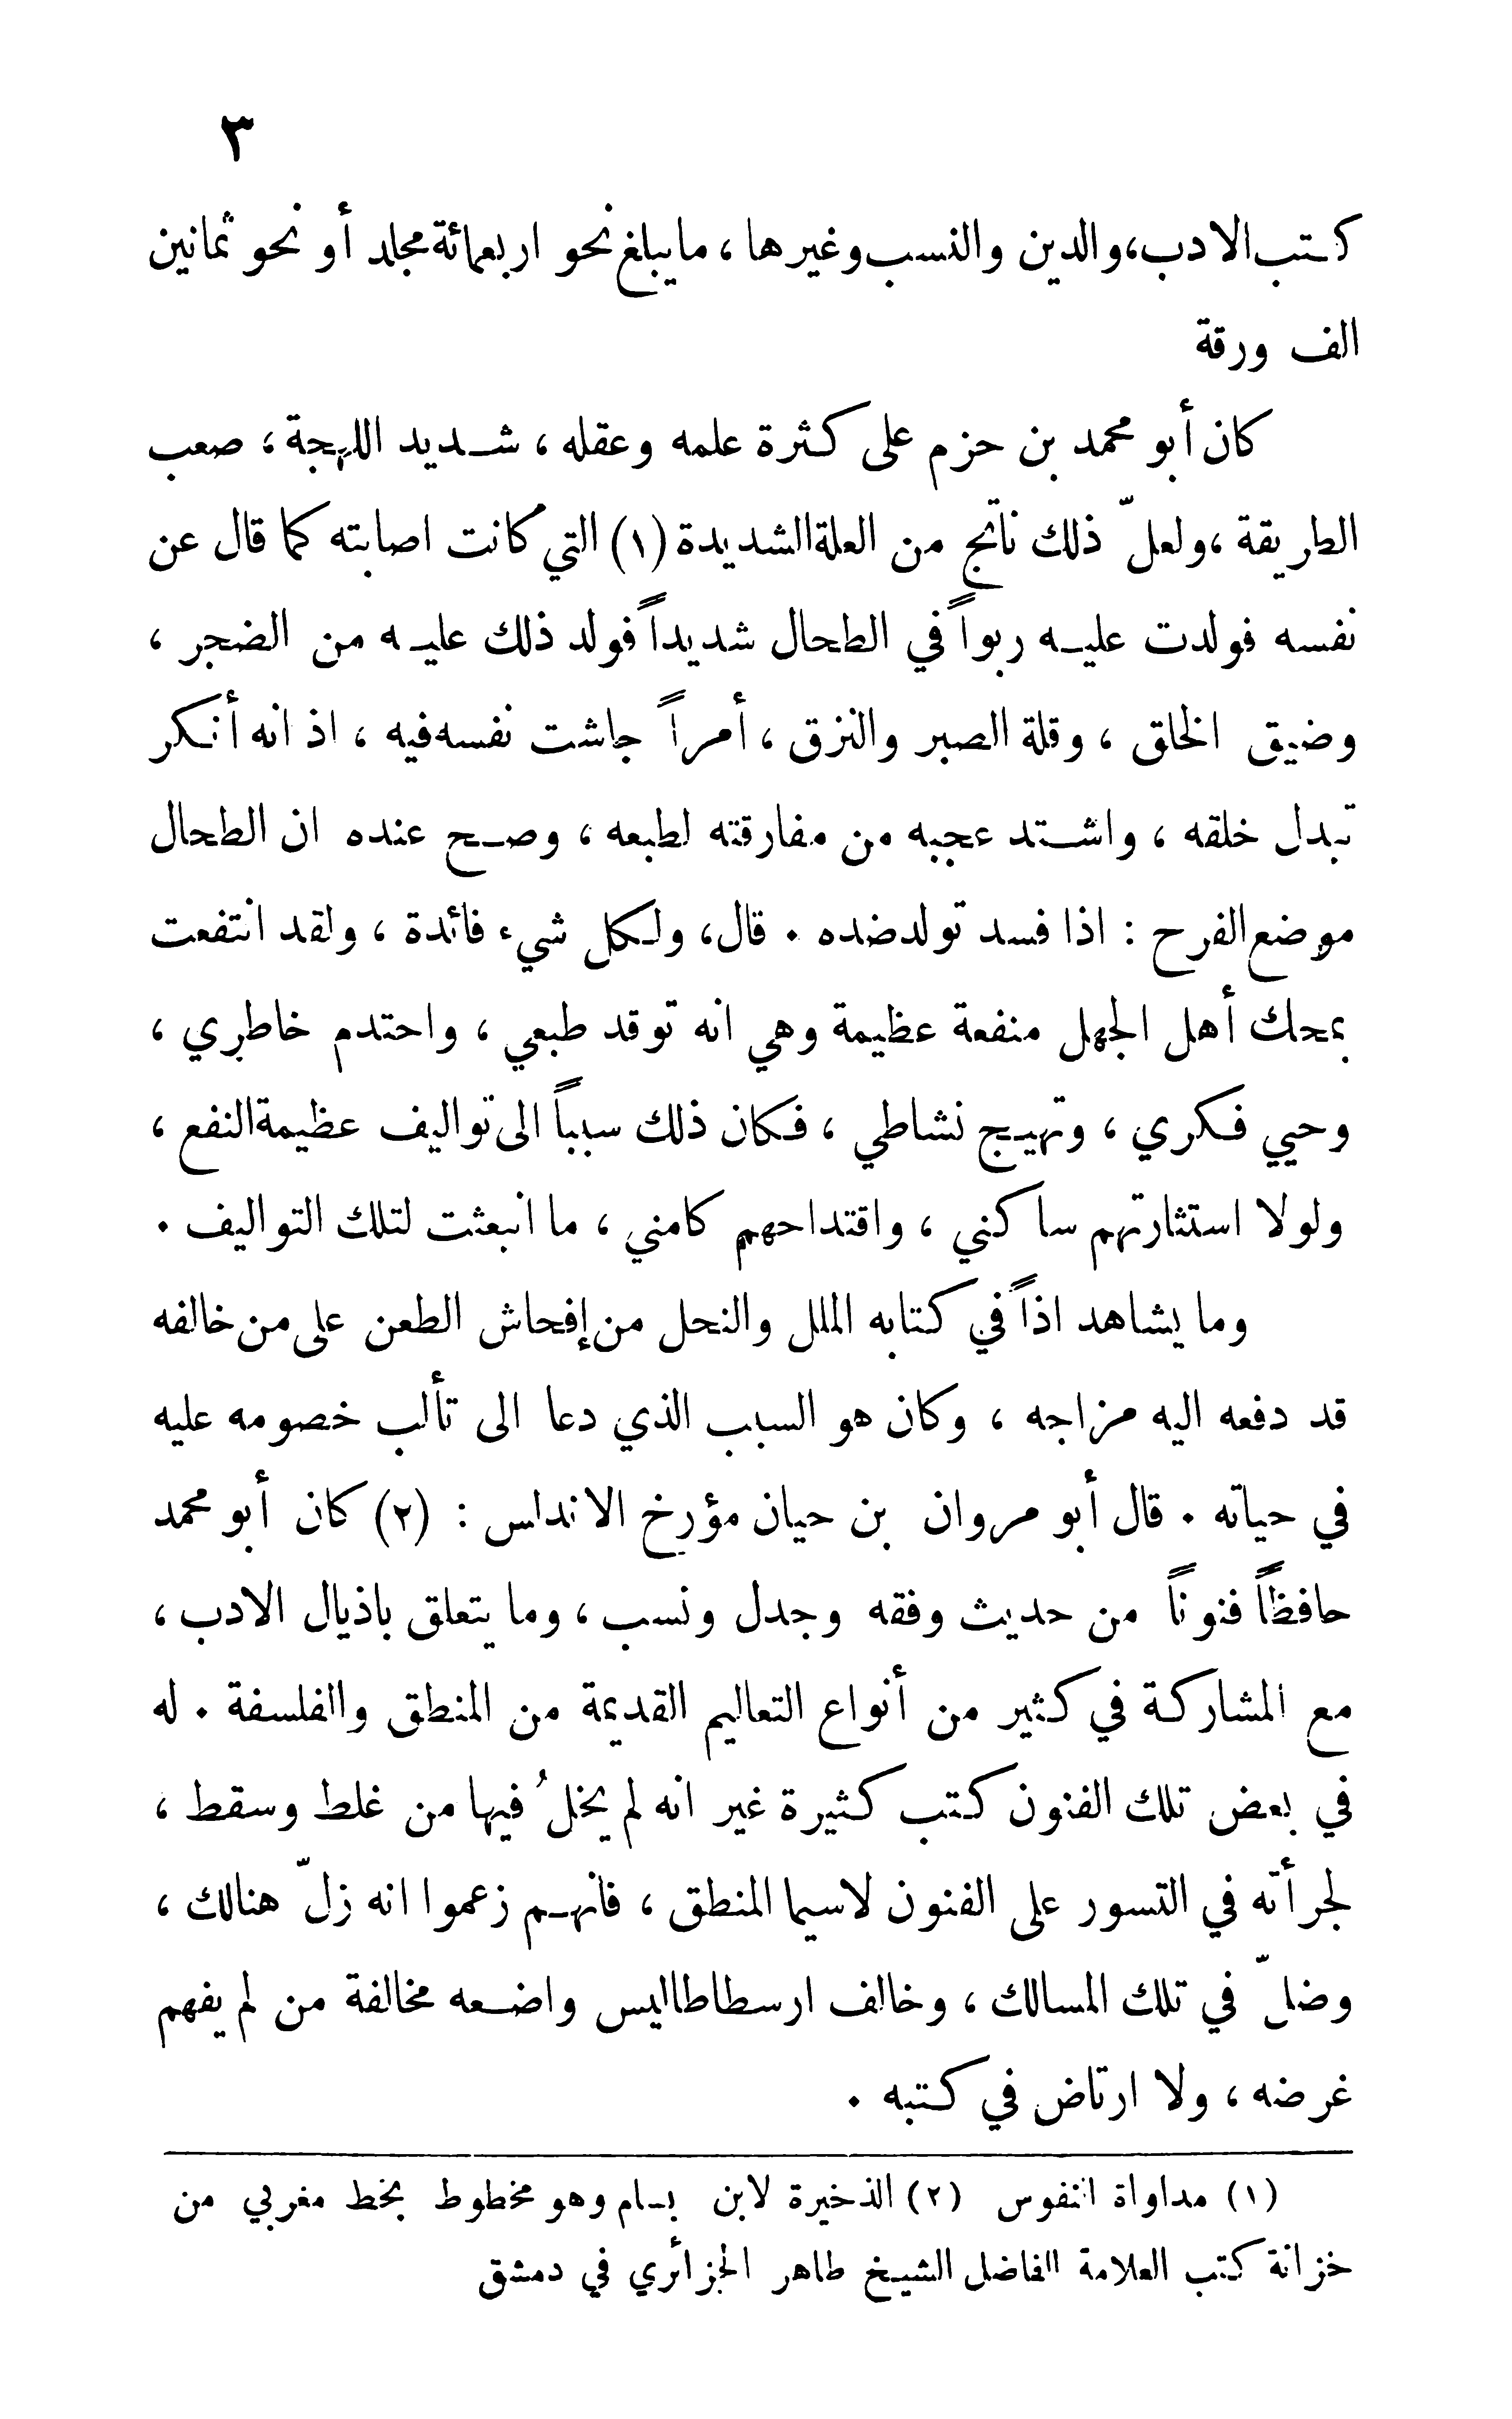 ٣
كتب الادب، والدين والنسب وغيرها ، ما يبلغ نحو اربعمائة مجلد أو نحو ثمانين
الف ورقة
كان أبو محمد بن حزم على كثرة علمه وعقله ، شديد اللهجة ، صعب
الطريقة ، ولعلّ ذلك ناتج من العلة الشديدة (١) التي كانت اصابته كما قال عن
نفسه فولدت عليه ربواً في الطحال شديداً فولد ذلك عليه من الضجر ،
وضيق الخلق ، وقلة الصبر والنزق ، أمراً جاشت نفسه فيه ، اذ انه أنكر
تبدل خلقه ، واشتد عجبه من مفارقته لطبعه ، وصح عنده ان الطحال
موضع الفرح : اذا فسد تولد ضده . قال، ولكل شيء فائدة ، ولقد انتفعت
بمحك أهل الجهل منفعة عظيمة وهي انه توقد طبعي ، واحتدم خاطري ،
وحيي فكري ، وتهيج نشاطي ، فكان ذلك سبباً الى تواليف عظيمة النفع ،
ولولا استثارتهم ساكني ، واقتداحهم كامني ، ما انبعثت لتلك التواليف .
وما يشاهد اذاً في كتابه الملل والنحل من إفحاش الطعن على من خالفه
قد دفعه اليه مزاجه ، وكان هو السبب الذي دعا الى تألب خصومه عليه
في حياته . قال أبو مروان بن حيان مؤرخ الاندلس : (٢) كان أبو محمد
حافظاً فنوناً من حديث وفقه وجدل ونسب ، وما يتعلق باذيال الادب ،
مع المشاركة في كثير من أنواع التعاليم القديمة من المنطق والفلسفة . له
في بعض تلك الفنون كتب كثيرة غير انه لم يخلُ فيها من غلط وسقط ،
لجرأته في التسور على الفنون لاسيما المنطق ، فانهم زعموا انه زلّ هنالك ،
وضلّ في تلك المسالك ، وخالف ارسطاطاليس واضعه مخالفة من لم يفهم
غرضه ، ولا ارتاض في كتبه .
(١) مداواة النفوس (٢) الذخيرة لابن بسام وهو مخطوط بخط مغربي من
خزانة كتب العلامة الفاضل الشيخ طاهر الجزائري في دمشق